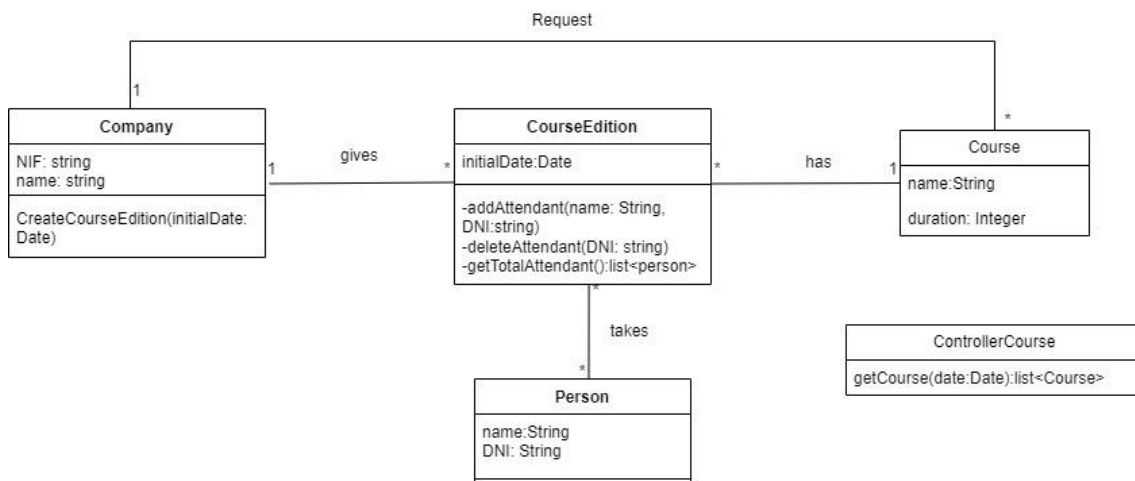 Request
1
*
Company
NIF: string
name: string
CreateCourseEdition(initialDate:
Date)
1
gives
*
CourseEdition
initialDate:Date
-addAttendant(name: String,
DNI:string)
-deleteAttendant(DNI: string)
-getTotalAttendant():list<person>
*
has
1
Course
name:String
duration: Integer
*
takes
*
Person
name:String
DNI: String
ControllerCourse
getCourse(date:Date):list<Course>